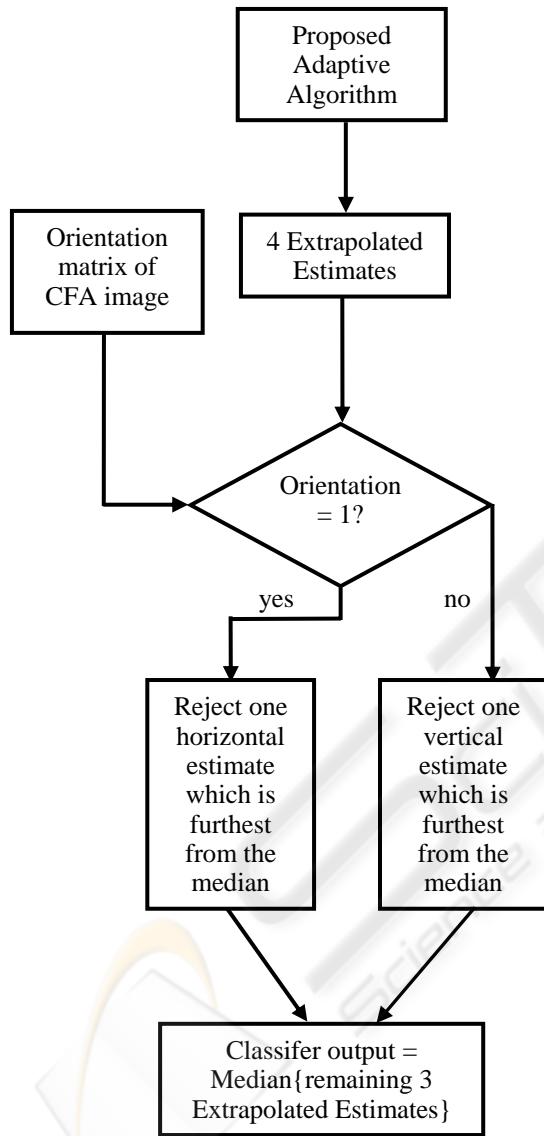 Proposed
Adaptive
Algorithm
Orientation
matrix of
CFA image
4 Extrapolated
Estimates
Orientation
= 1?
yes
no
Reject one
horizontal
estimate
which is
furthest
from the
median
Reject one
vertical
estimate
which is
furthest
from the
median
Classifer output =
Median{remaining 3
Extrapolated Estimates}
Science